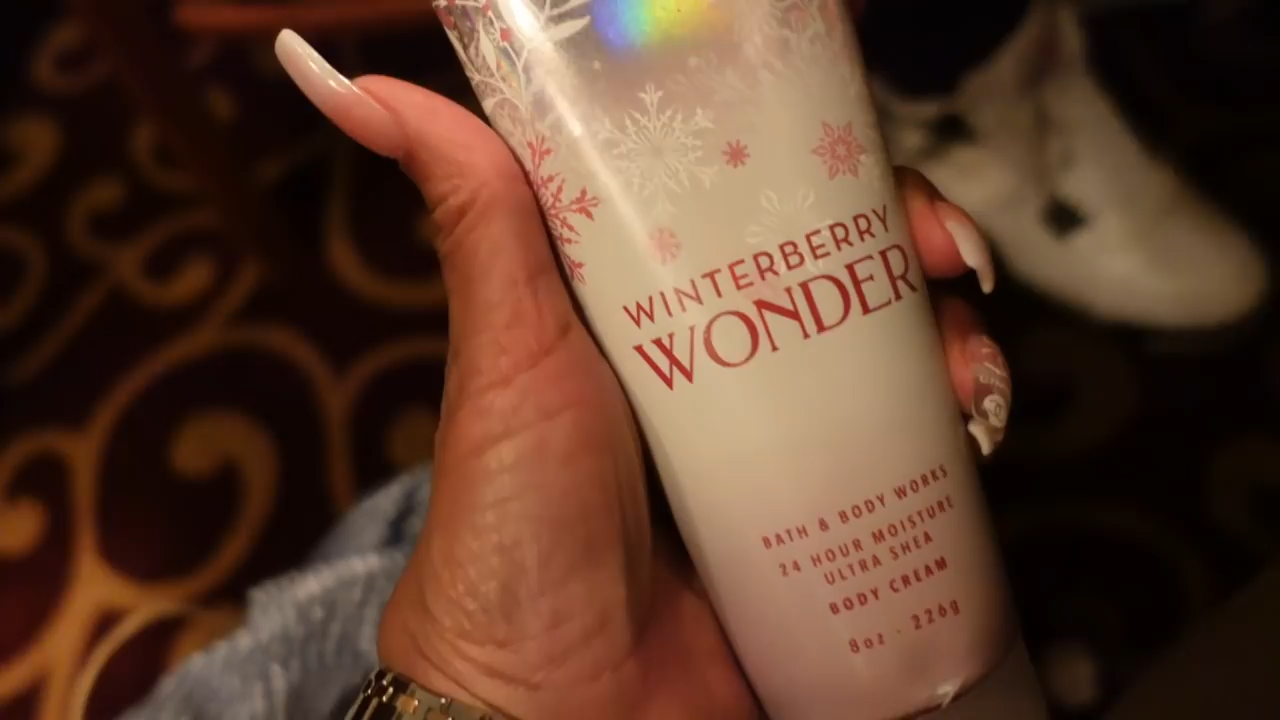 WINTERBERRY
WONDER
BATH & BODY WORKS
24 HOUR MOISTURE
ULTRA SHEA
BODY CREAM
8oz · 226g